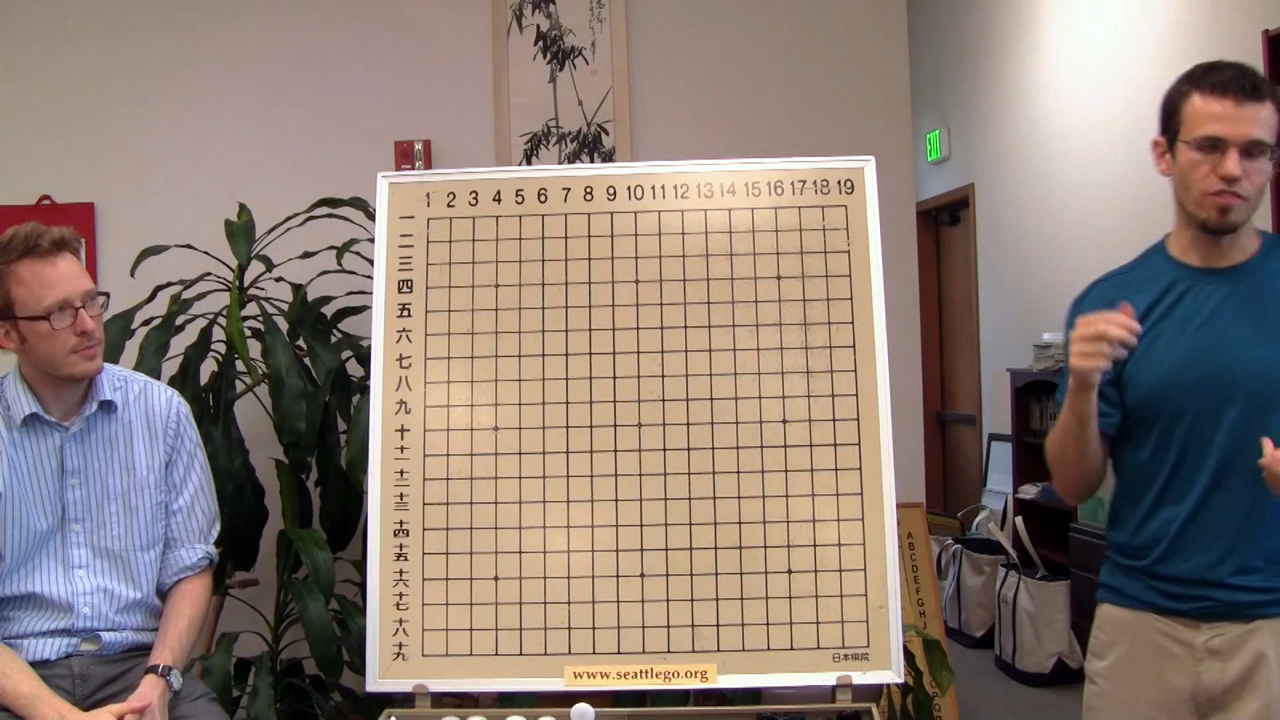 EXIT
1 2 3 4 5 6 7 8 9 10 11 12 13 14 15 16 17 18 19
一
二
三
四
五
六
七
八
九
十
十一
十二
十三
十四
十五
十六
十七
十八
十九
日本棋院
www.seattlego.org
A
B
C
D
E
F
G
H
J